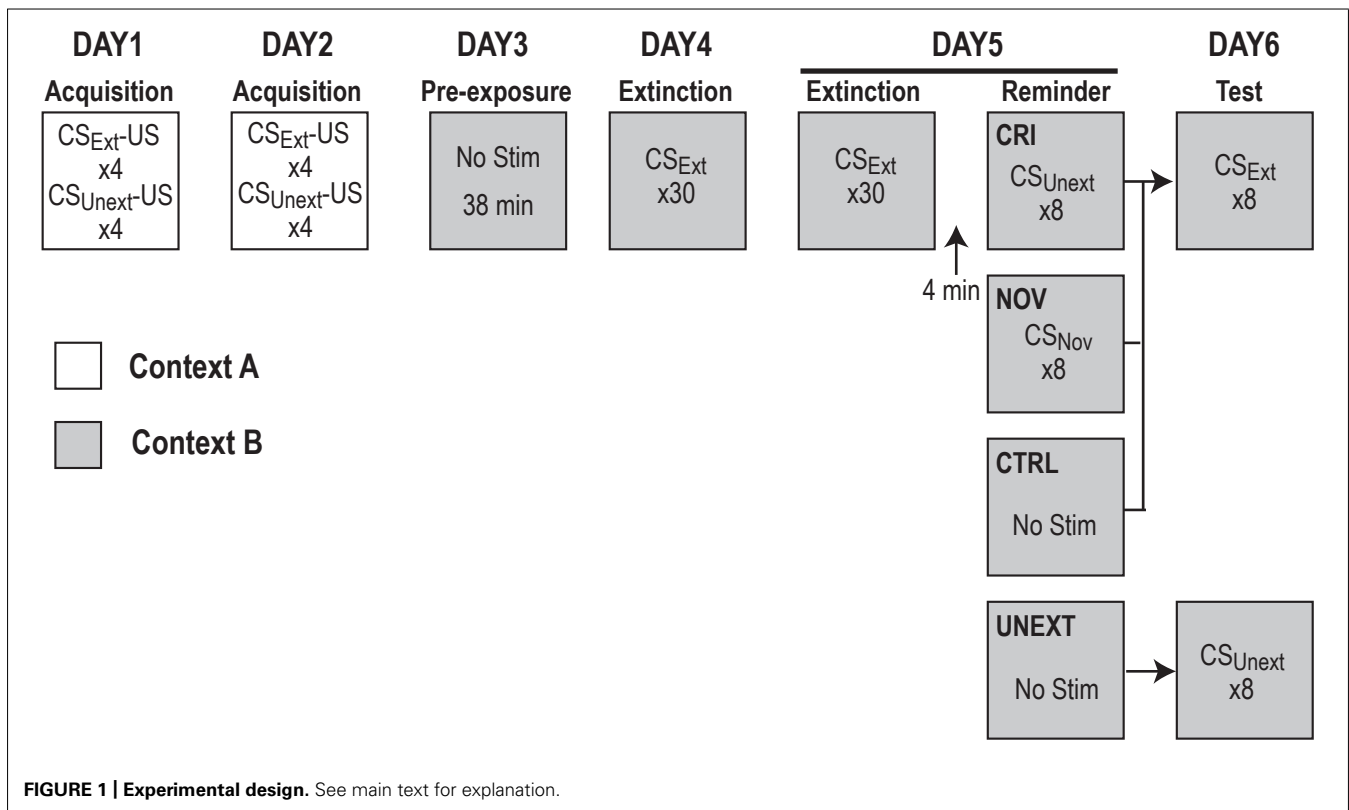 DAY1 DAY2 DAY3 DAY4 DAY5 DAY6
Acquisition Acquisition Pre-exposure Extinction Extinction Reminder Test
CSExt-US
x4
CSUnext-US
x4
CSExt-US
x4
CSUnext-US
x4
No Stim
38 min
CSExt
x30
CSExt
x30
4 min
CRI
CSUnext
x8
CSExt
x8
NOV
CSNov
x8
CTRL
No Stim
UNEXT
No Stim
CSUnext
x8
Context A
Context B
FIGURE 1 | Experimental design. See main text for explanation.